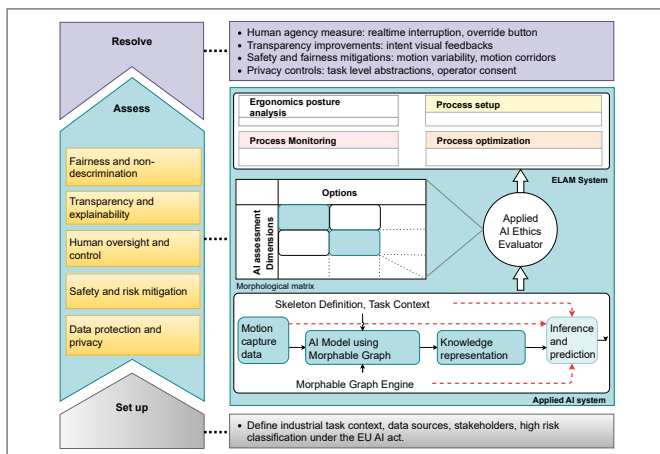 Resolve
• Human agency measure: realtime interruption, override button
• Transparency improvements: intent visual feedbacks
• Safety and fairness mitigations: motion variability, motion corridors
• Privacy controls: task level abstractions, operator consent
Assess
Fairness and non-
descrimination
Transparency and
explainability
Human oversight and
control
Safety and risk mitigation
Data protection and
privacy
Ergonomics posture
analysis
Process setup
Process Monitoring
Process optimization
ELAM System
Options
AI assessment
Dimensions
Morphological matrix
Applied
AI Ethics
Evaluator
Skeleton Definition, Task Context
Motion
capture
data
AI Model using
Morphable Graph
Knowledge
representation
Inference
and
prediction
Morphable Graph Engine
Applied AI system
Set up
• Define industrial task context, data sources, stakeholders, high risk
classification under the EU AI act.